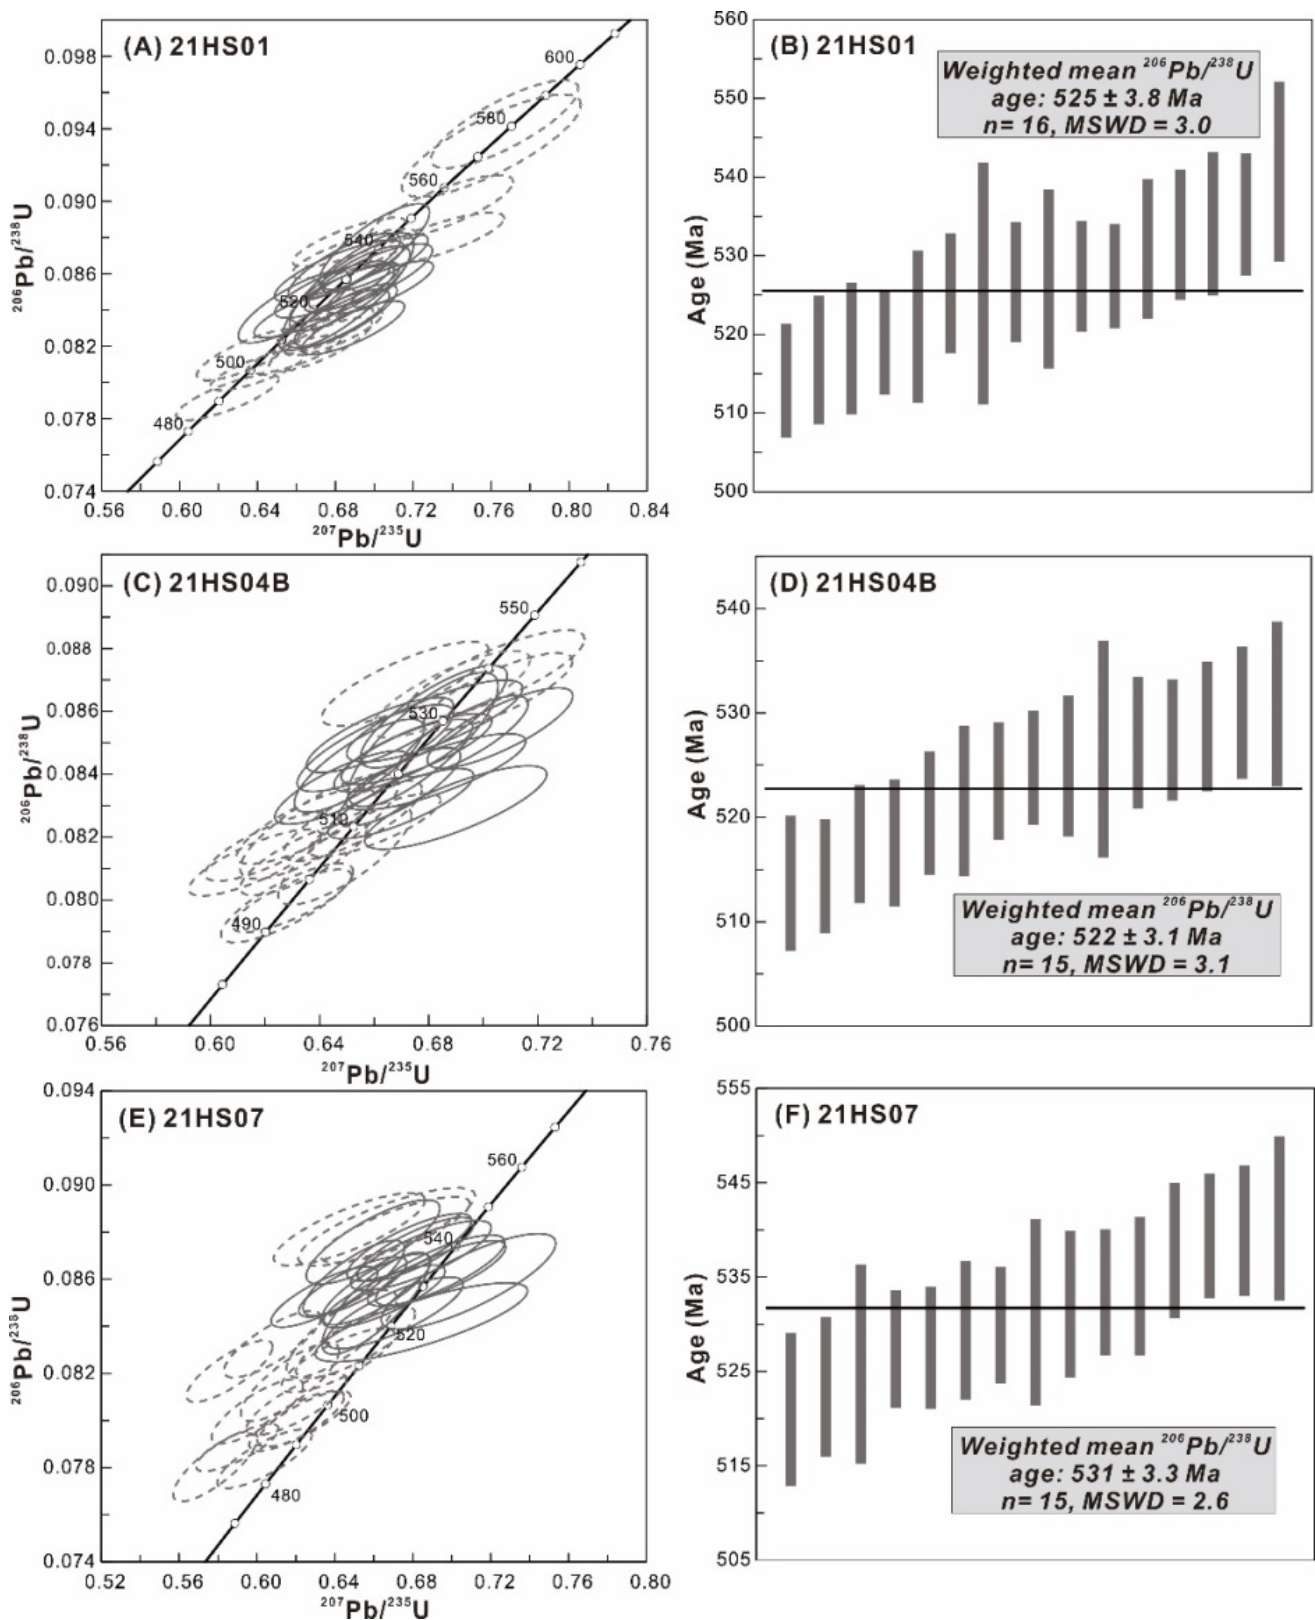 (A) 21HS01
0.098
0.094
0.090
0.086
0.082
0.078
0.074
²⁰⁶Pb/²³⁸U
600
580
560
540
520
500
480
0.56 0.60 0.64 0.68 0.72 0.76 0.80 0.84
²⁰⁷Pb/²³⁵U
(B) 21HS01
Weighted mean ²⁰⁶Pb/²³⁸U
age: 525 ± 3.8 Ma
n= 16, MSWD = 3.0
560
550
540
530
520
510
500
Age (Ma)
(C) 21HS04B
0.090
0.088
0.086
0.084
0.082
0.080
0.078
0.076
²⁰⁶Pb/²³⁸U
550
530
510
490
0.56 0.60 0.64 0.68 0.72 0.76
²⁰⁷Pb/²³⁵U
(D) 21HS04B
540
530
520
510
500
Age (Ma)
Weighted mean ²⁰⁶Pb/²³⁸U
age: 522 ± 3.1 Ma
n= 15, MSWD = 3.1
(E) 21HS07
0.094
0.090
0.086
0.082
0.078
0.074
²⁰⁶Pb/²³⁸U
560
540
520
500
480
0.52 0.56 0.60 0.64 0.68 0.72 0.76 0.80
²⁰⁷Pb/²³⁵U
(F) 21HS07
555
545
535
525
515
505
Age (Ma)
Weighted mean ²⁰⁶Pb/²³⁸U
age: 531 ± 3.3 Ma
n= 15, MSWD = 2.6